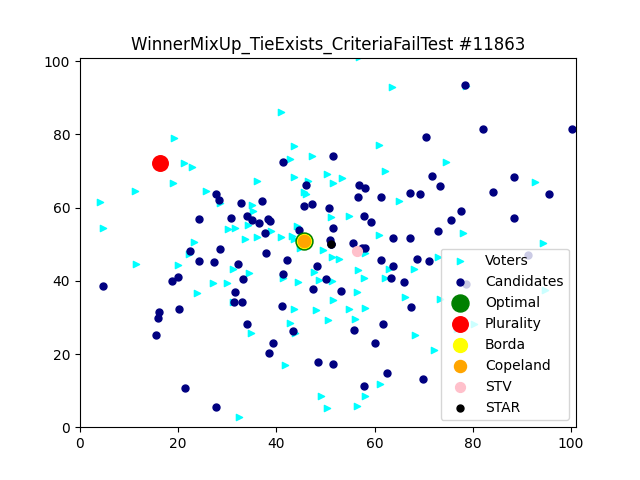 WinnerMixUp_TieExists_CriteriaFailTest #11863
100
80
60
40
20
0
0 20 40 60 80 100
Voters
Candidates
Optimal
Plurality
Borda
Copeland
STV
STAR